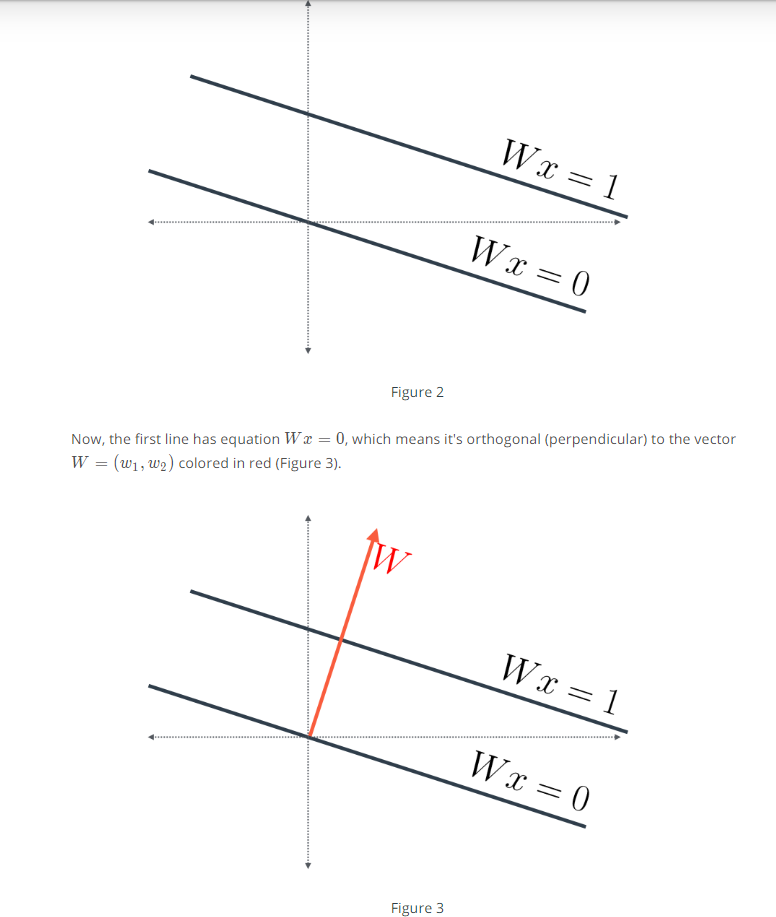 Wx = 1
Wx = 0
Figure 2
Now, the first line has equation Wx = 0, which means it's orthogonal (perpendicular) to the vector
W = (w₁, w₂) colored in red (Figure 3).
W
Wx = 1
Wx = 0
Figure 3